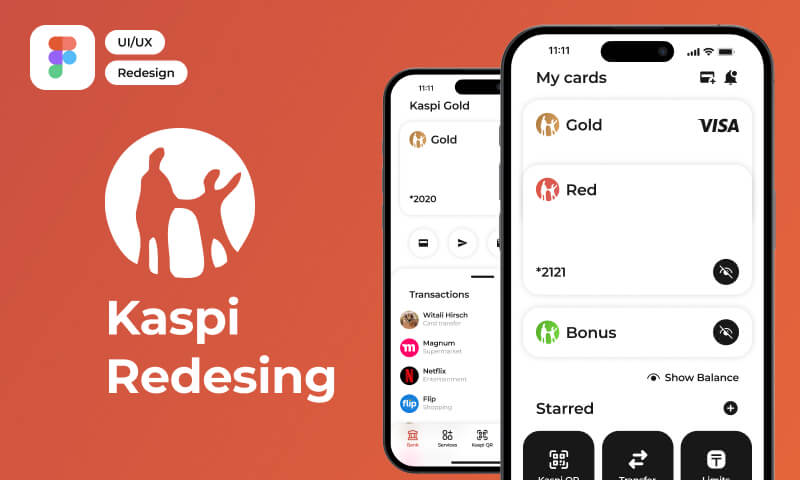 UI/UX
Redesign
Kaspi
Redesing
11:11
Kaspi Gold
Gold
*2020
Transactions
Witali Hirsch
Card transfer
Magnum
Supermarket
Netflix
Entertainment
flip
Flip
Shopping
Bank
Services
Kaspi QR
11:11
My cards
Gold
VISA
Red
*2121
Bonus
Show Balance
Starred
Kaspi QR
Transfer
Limits